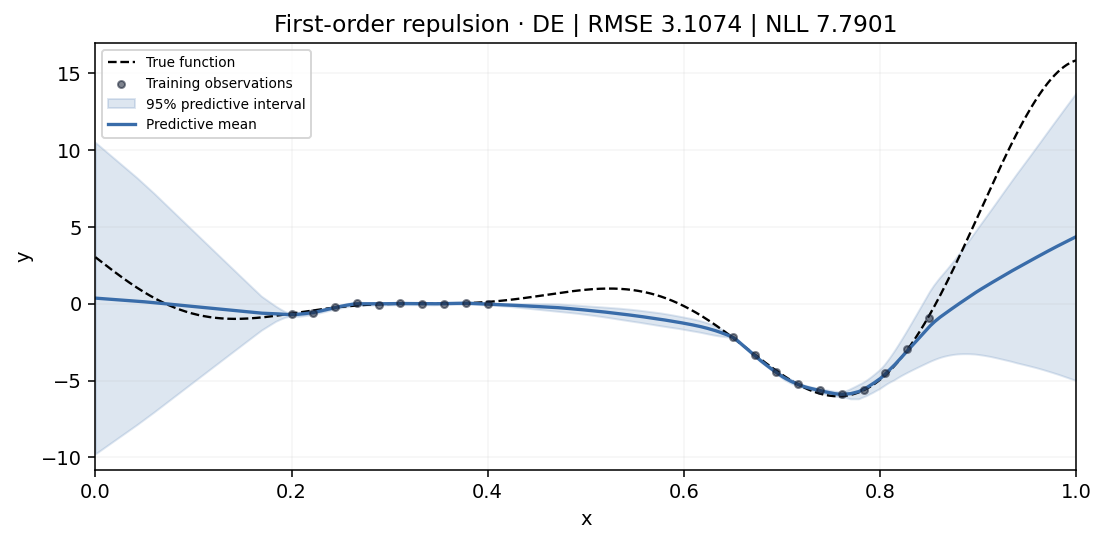 First-order repulsion · DE | RMSE 3.1074 | NLL 7.7901
True function
Training observations
95% predictive interval
Predictive mean
15
10
5
0
−5
−10
y
0.0 0.2 0.4 0.6 0.8 1.0
x